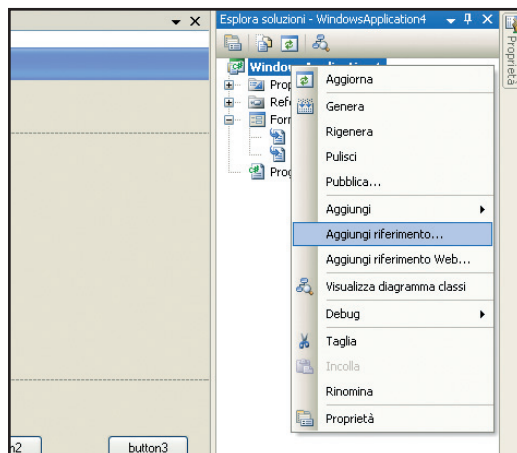 Esplora soluzioni - WindowsApplication4
Proprietà
Aggiorna
Genera
Rigenera
Pulisci
Pubblica...
Aggiungi
Aggiungi riferimento...
Aggiungi riferimento Web...
Visualizza diagramma classi
Debug
Taglia
Incolla
Rinomina
Proprietà
button3